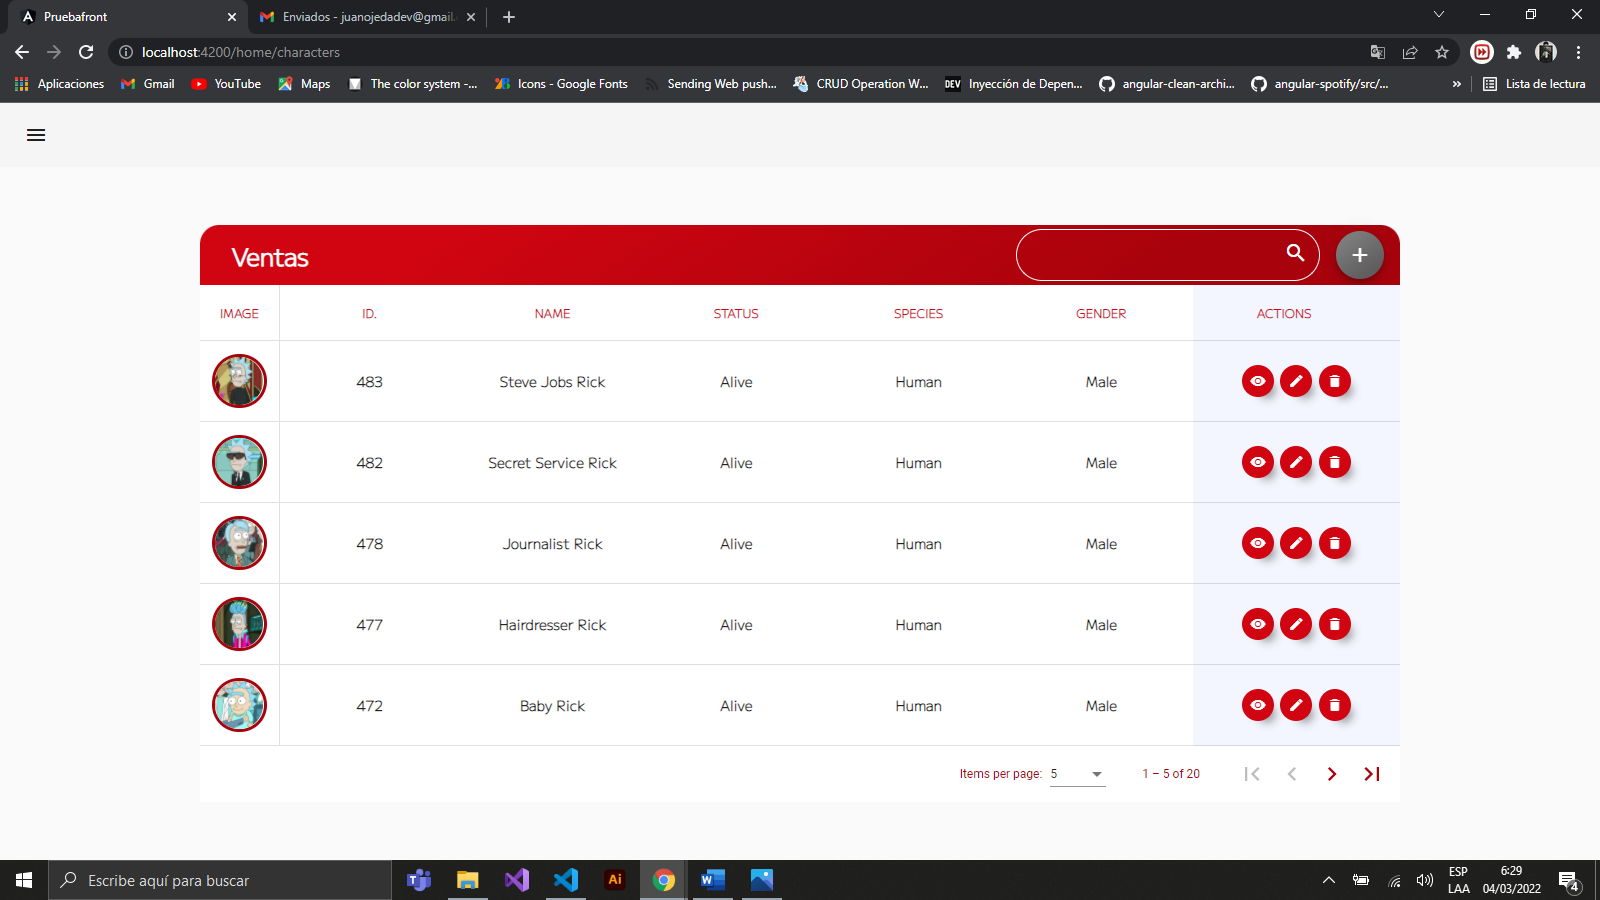 Pruebafront
Enviados - juanojedadev@gmail.
localhost:4200/home/characters
Aplicaciones Gmail YouTube Maps The color system -... Icons - Google Fonts Sending Web push... CRUD Operation W... DEV Inyección de Depen... angular-clean-archi... angular-spotify/src/... » Lista de lectura
Ventas
IMAGE ID. NAME STATUS SPECIES GENDER ACTIONS
483 Steve Jobs Rick Alive Human Male
482 Secret Service Rick Alive Human Male
478 Journalist Rick Alive Human Male
477 Hairdresser Rick Alive Human Male
472 Baby Rick Alive Human Male
Items per page: 5 1 – 5 of 20
Escribe aquí para buscar
Ai
ESP
LAA
6:29
04/03/2022
4